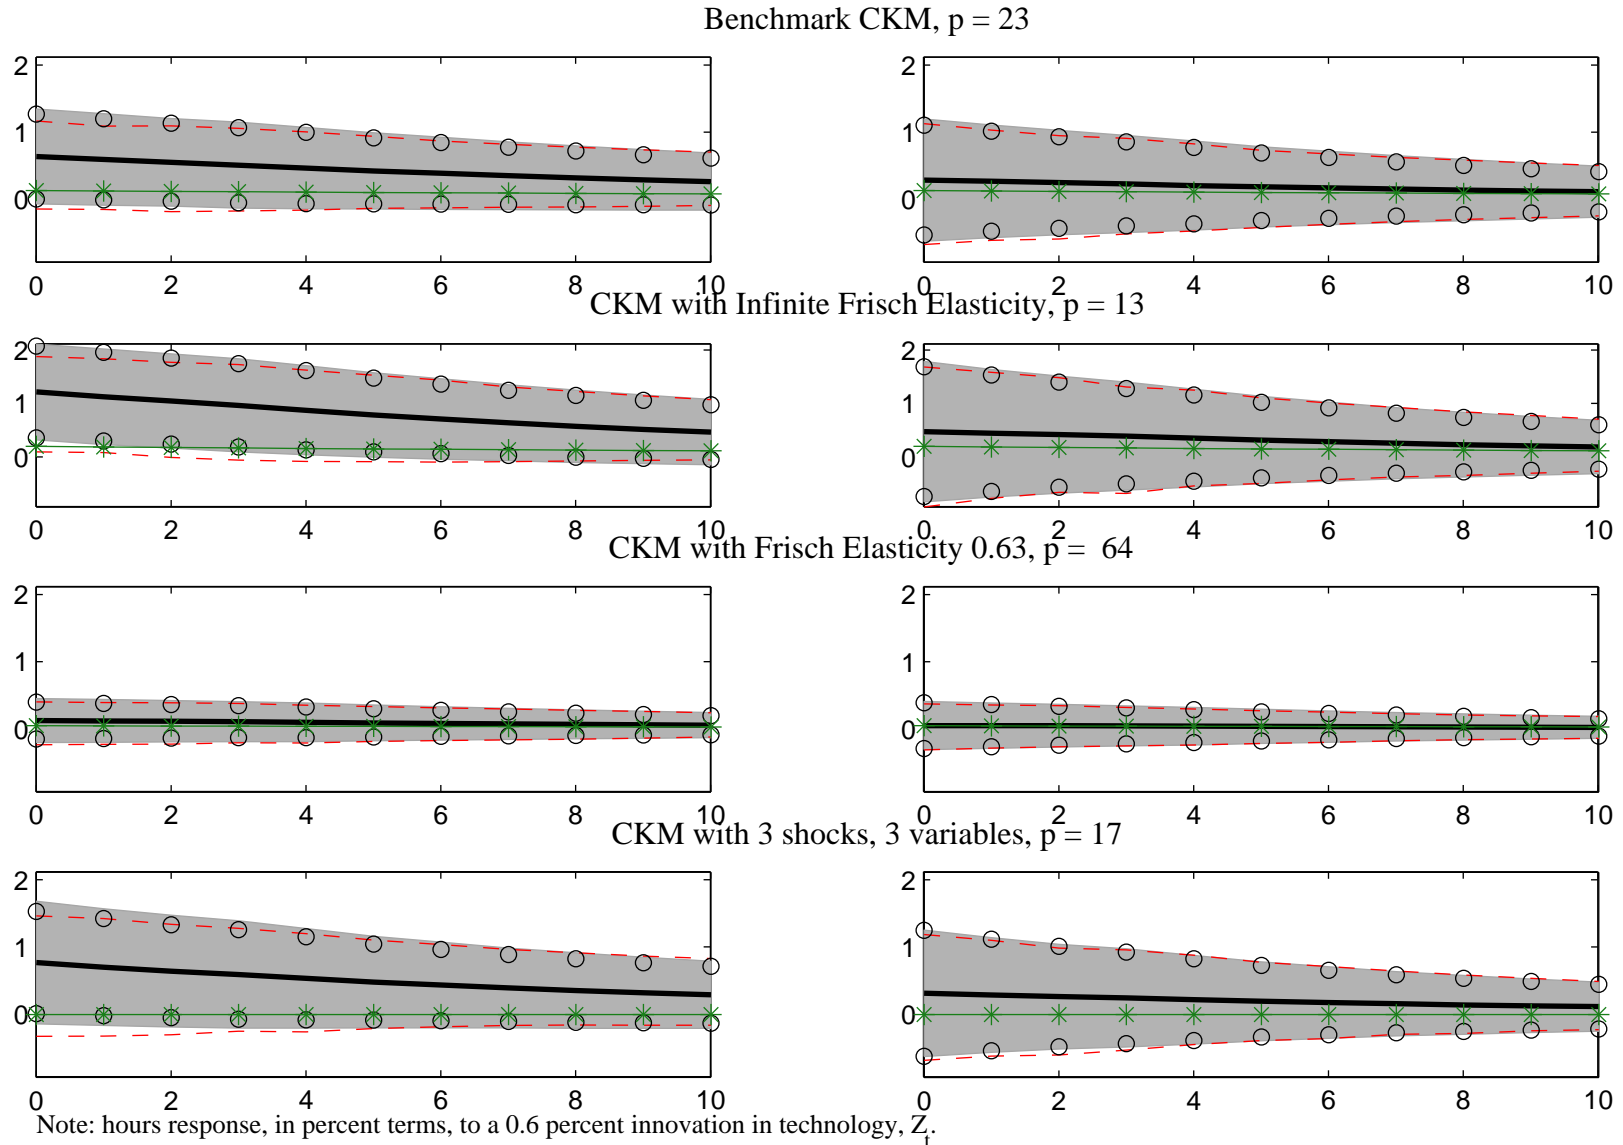 Benchmark CKM, p = 23
2
1
0
0 2 4 6 8 10
2
1
0
0 2 4 6 8 10
CKM with Infinite Frisch Elasticity, p = 13
2
1
0
0 2 4 6 8 10
2
1
0
0 2 4 6 8 10
CKM with Frisch Elasticity 0.63, p = 64
2
1
0
0 2 4 6 8 10
2
1
0
0 2 4 6 8 10
CKM with 3 shocks, 3 variables, p = 17
2
1
0
0 2 4 6 8 10
2
1
0
0 2 4 6 8 10
Note: hours response, in percent terms, to a 0.6 percent innovation in technology, Z_t.